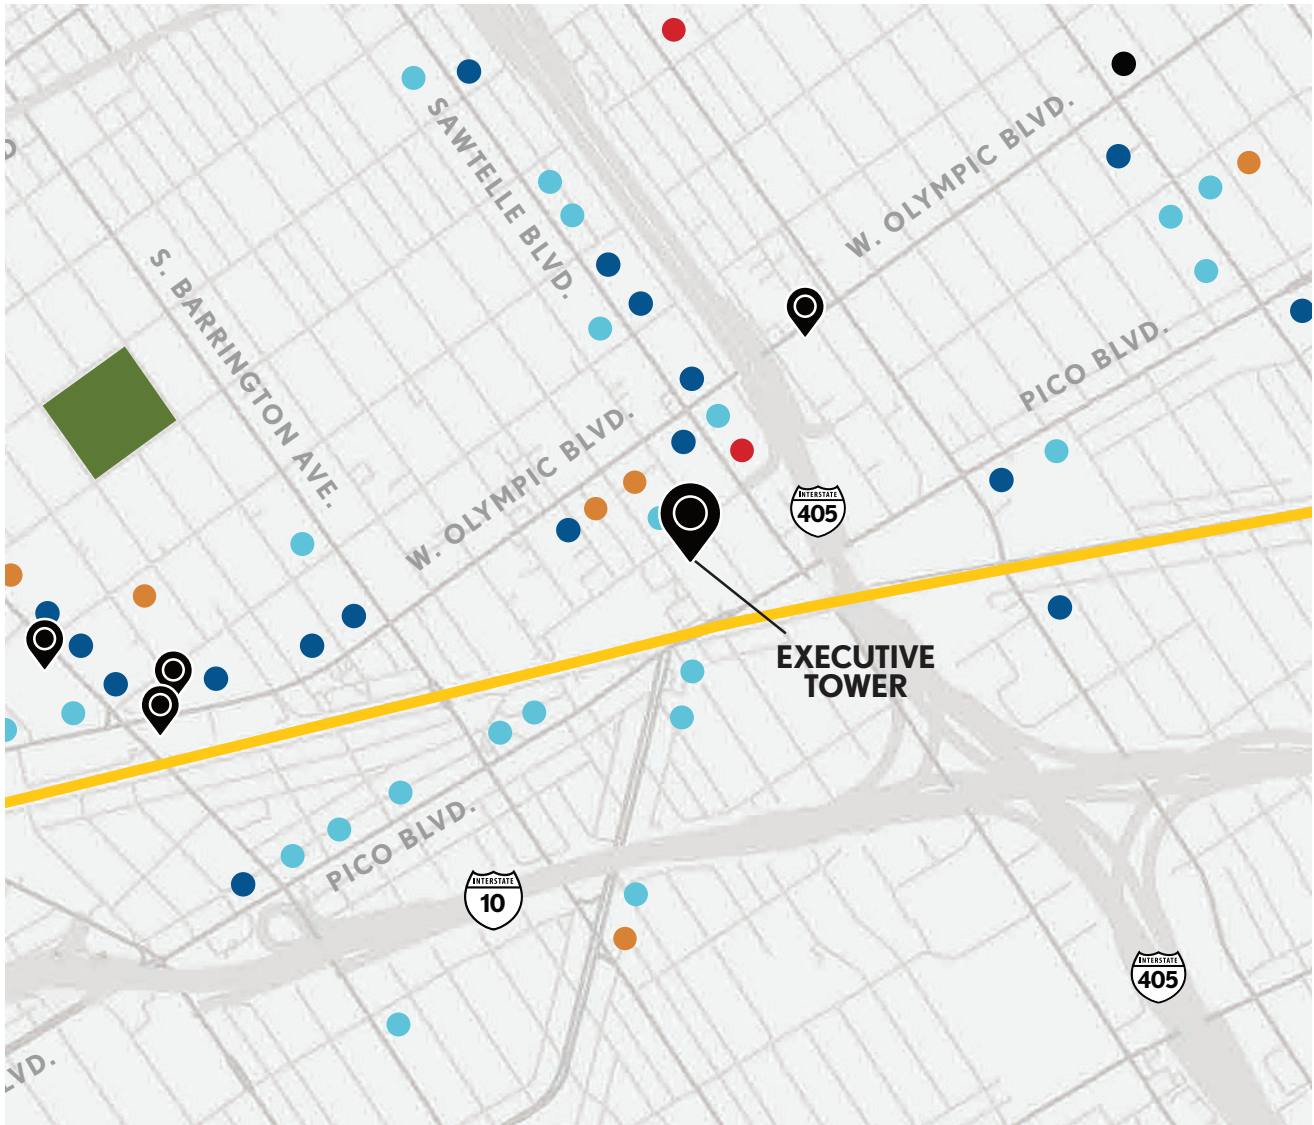 SAWTELLE BLVD.
W. OLYMPIC BLVD.
S. BARRINGTON AVE.
PICO BLVD.
W. OLYMPIC BLVD.
INTERSTATE
405
EXECUTIVE
TOWER
PICO BLVD.
INTERSTATE
10
INTERSTATE
405
LVD.